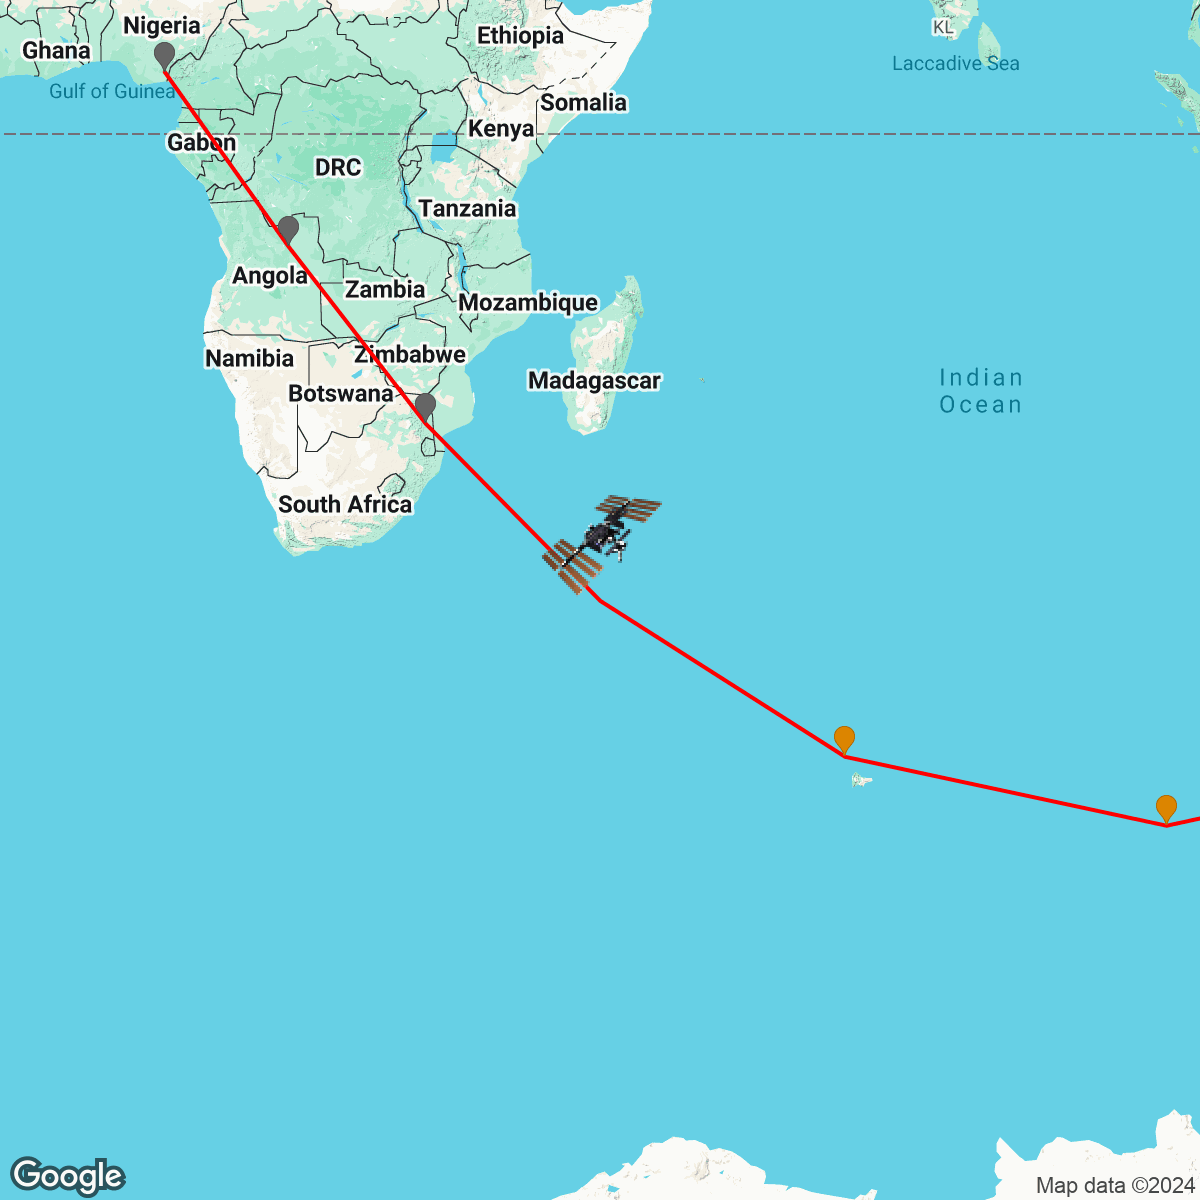 Nigeria
Ghana
Ethiopia
KL
Gulf of Guinea
Laccadive Sea
Somalia
Kenya
Gabon
DRC
Tanzania
Angola
Zambia
Mozambique
Namibia
Zimbabwe
Botswana
Madagascar
Indian
Ocean
South Africa
Google
Map data ©2024